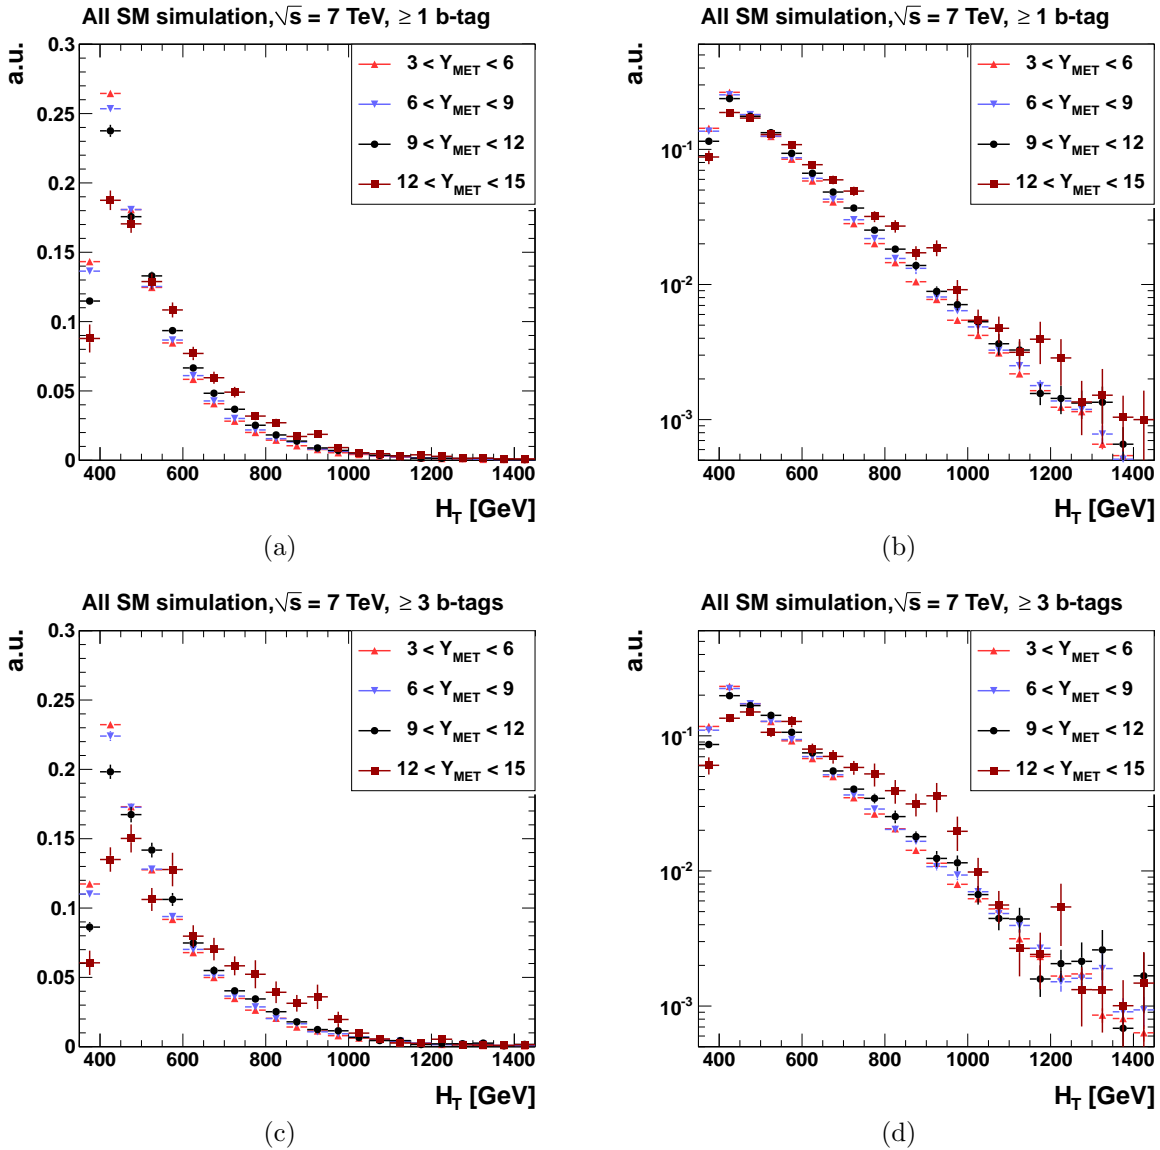 All SM simulation,√s = 7 TeV, ≥ 1 b-tag
a.u.
0.3
0.25
0.2
0.15
0.1
0.05
0
3 < Y_MET < 6
6 < Y_MET < 9
9 < Y_MET < 12
12 < Y_MET < 15
400 600 800 1000 1200 1400
H_T [GeV]
(a)
All SM simulation,√s = 7 TeV, ≥ 1 b-tag
a.u.
10^-1
10^-2
10^-3
3 < Y_MET < 6
6 < Y_MET < 9
9 < Y_MET < 12
12 < Y_MET < 15
400 600 800 1000 1200 1400
H_T [GeV]
(b)
All SM simulation,√s = 7 TeV, ≥ 3 b-tags
a.u.
0.3
0.25
0.2
0.15
0.1
0.05
0
3 < Y_MET < 6
6 < Y_MET < 9
9 < Y_MET < 12
12 < Y_MET < 15
400 600 800 1000 1200 1400
H_T [GeV]
(c)
All SM simulation,√s = 7 TeV, ≥ 3 b-tags
a.u.
10^-1
10^-2
10^-3
3 < Y_MET < 6
6 < Y_MET < 9
9 < Y_MET < 12
12 < Y_MET < 15
400 600 800 1000 1200 1400
H_T [GeV]
(d)